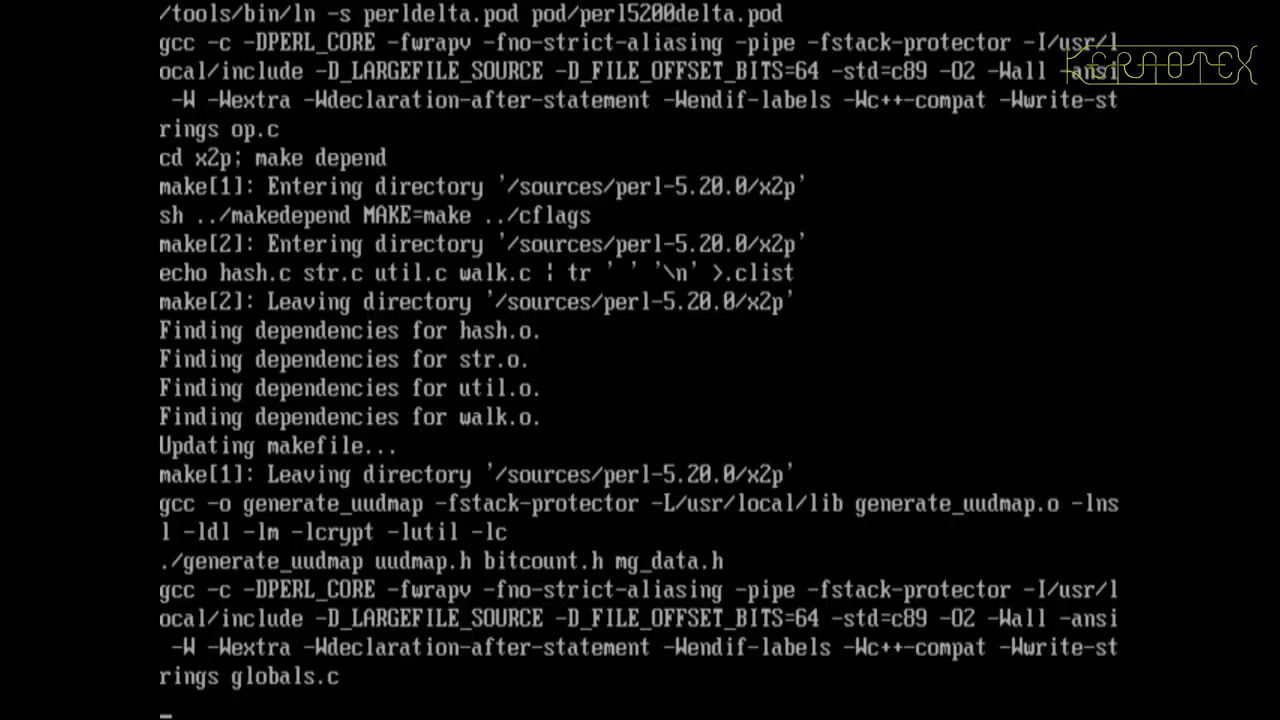 /tools/bin/ln -s perldelta.pod pod/perl5200delta.pod
gcc -c -DPERL_CORE -fwrapv -fno-strict-aliasing -pipe -fstack-protector -I/usr/l
ocal/include -D_LARGEFILE_SOURCE -D_FILE_OFFSET_BITS=64 -std=c89 -O2 -Wall -ansi
 -W -Wextra -Wdeclaration-after-statement -Wendif-labels -Wc++-compat -Wwrite-st
rings op.c
cd x2p; make depend
make[1]: Entering directory '/sources/perl-5.20.0/x2p'
sh ../makedepend MAKE=make ../cflags
make[2]: Entering directory '/sources/perl-5.20.0/x2p'
echo hash.c str.c util.c walk.c | tr ' ' '\n' >.clist
make[2]: Leaving directory '/sources/perl-5.20.0/x2p'
Finding dependencies for hash.o.
Finding dependencies for str.o.
Finding dependencies for util.o.
Finding dependencies for walk.o.
Updating makefile...
make[1]: Leaving directory '/sources/perl-5.20.0/x2p'
gcc -o generate_uudmap -fstack-protector -L/usr/local/lib generate_uudmap.o -lns
l -ldl -lm -lcrypt -lutil -lc
./generate_uudmap uudmap.h bitcount.h mg_data.h
gcc -c -DPERL_CORE -fwrapv -fno-strict-aliasing -pipe -fstack-protector -I/usr/l
ocal/include -D_LARGEFILE_SOURCE -D_FILE_OFFSET_BITS=64 -std=c89 -O2 -Wall -ansi
 -W -Wextra -Wdeclaration-after-statement -Wendif-labels -Wc++-compat -Wwrite-st
rings globals.c